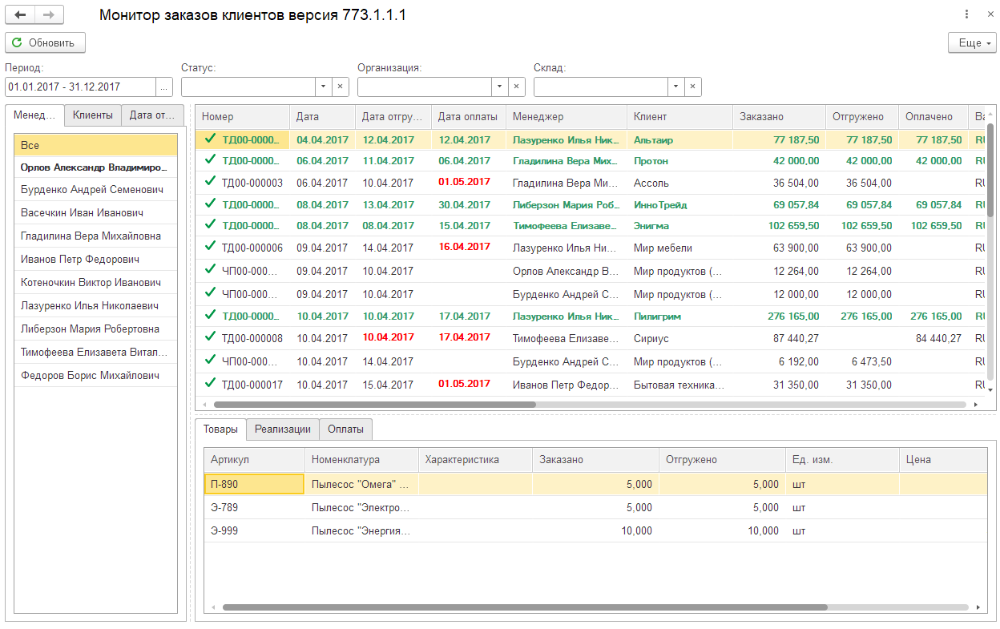 Монитор заказов клиентов версия 773.1.1.1
Обновить
Еще
Период: Статус: Организация: Склад:
01.01.2017 - 31.12.2017 ...
Менед... Клиенты Дата от...
Все
Орлов Александр Владимиро...
Бурденко Андрей Семенович
Васечкин Иван Иванович
Гладилина Вера Михайловна
Иванов Петр Федорович
Котеночкин Виктор Иванович
Лазуренко Илья Николаевич
Либерзон Мария Робертовна
Тимофеева Елизавета Витал...
Федоров Борис Михайлович
Номер Дата Дата отгру... Дата оплаты Менеджер Клиент Заказано Отгружено Оплачено Ва
ТД00-0000... 04.04.2017 12.04.2017 12.04.2017 Лазуренко Илья Ник... Альтаир 77 187,50 77 187,50 77 187,50 RU
ТД00-0000... 06.04.2017 11.04.2017 06.04.2017 Гладилина Вера Мих... Протон 42 000,00 42 000,00 42 000,00 RU
ТД00-000003 06.04.2017 10.04.2017 01.05.2017 Гладилина Вера Ми... Ассоль 36 504,00 36 504,00 RU
ТД00-0000... 08.04.2017 13.04.2017 30.04.2017 Либерзон Мария Роб... ИнноТрейд 69 057,84 69 057,84 69 057,84 RU
ТД00-0000... 08.04.2017 08.04.2017 15.04.2017 Тимофеева Елизаве... Энигма 102 659,50 102 659,50 102 659,50 RU
ТД00-000006 09.04.2017 14.04.2017 16.04.2017 Лазуренко Илья Ни... Мир мебели 63 900,00 63 900,00 RU
ЧП00-000... 09.04.2017 10.04.2017 Орлов Александр В... Мир продуктов (... 12 264,00 12 264,00 RU
ЧП00-000... 09.04.2017 10.04.2017 Бурденко Андрей С... Мир продуктов (... 12 000,00 12 000,00 RU
ТД00-0000... 10.04.2017 10.04.2017 17.04.2017 Лазуренко Илья Ник... Пилигрим 276 165,00 276 165,00 276 165,00 RU
ТД00-000008 10.04.2017 10.04.2017 17.04.2017 Тимофеева Елизаве... Сириус 87 440,27 84 440,27 RU
ЧП00-000... 10.04.2017 14.04.2017 Бурденко Андрей С... Мир продуктов (... 6 192,00 6 473,50 RU
ТД00-000017 10.04.2017 15.04.2017 01.05.2017 Иванов Петр Федор... Бытовая техника... 31 350,00 31 350,00 RU
Товары Реализации Оплаты
Артикул Номенклатура Характеристика Заказано Отгружено Ед. изм. Цена
П-890 Пылесос "Омега" ... 5,000 5,000 шт
Э-789 Пылесос "Электро... 5,000 5,000 шт
Э-999 Пылесос "Энергия... 10,000 10,000 шт